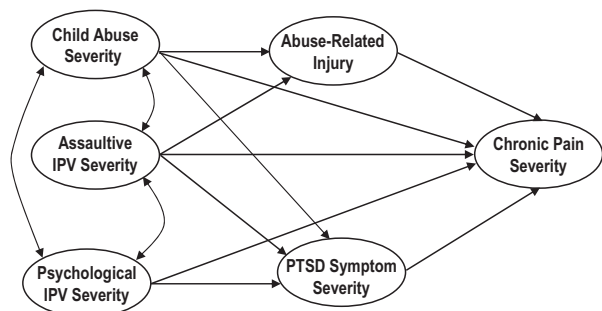 Child Abuse
Severity
Abuse-Related
Injury
Assaultive
IPV Severity
Chronic Pain
Severity
Psychological
IPV Severity
PTSD Symptom
Severity